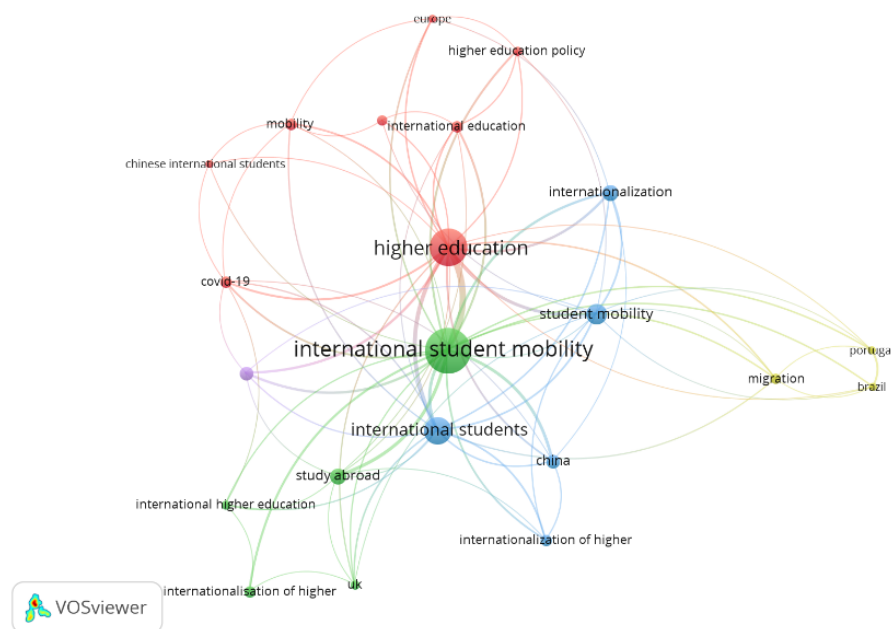 europe
higher education policy
mobility
international education
chinese international students
internationalization
higher education
covid-19
student mobility
international student mobility
portuga
migration
brazil
international students
china
study abroad
international higher education
internationalization of higher
uk
internationalisation of higher
VOSviewer